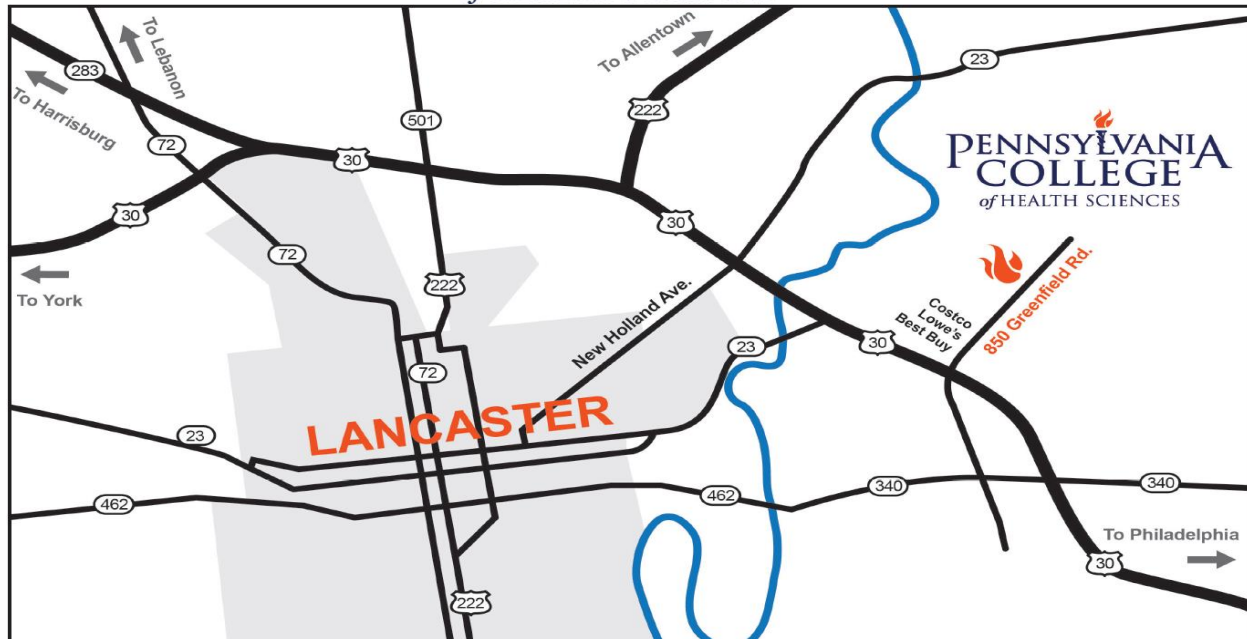 To Lebanon
To Allentown
283
To Harrisburg
72
501
222
23
30
PENNSYLVANIA
COLLEGE
of HEALTH SCIENCES
30
30
72
To York
222
New Holland Ave.
Costco
Lowe's
Best Buy
850 Greenfield Rd.
23
30
72
LANCASTER
23
462
462
340
340
To Philadelphia
30
222